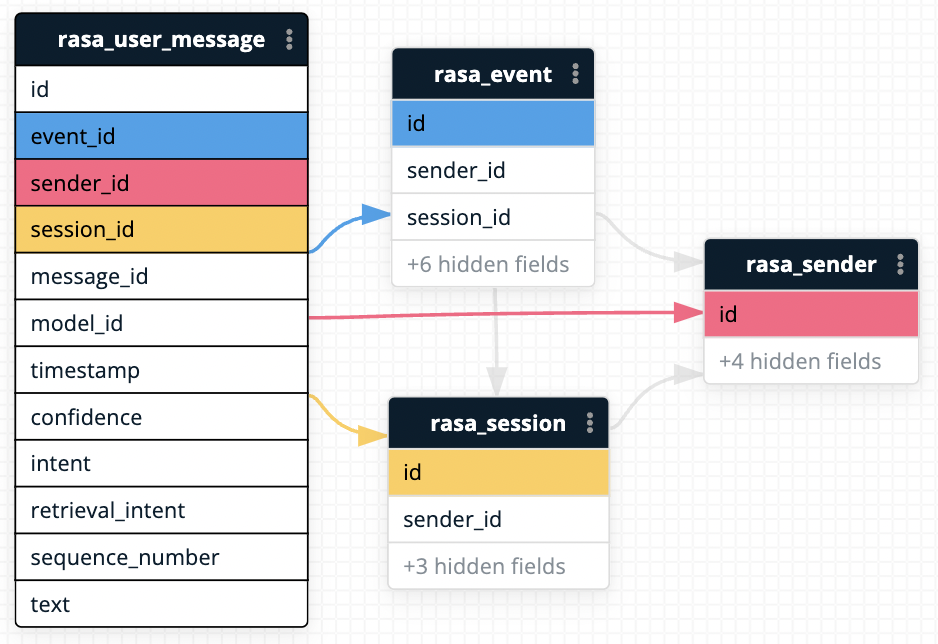 rasa_user_message
id
event_id
sender_id
session_id
message_id
model_id
timestamp
confidence
intent
retrieval_intent
sequence_number
text
rasa_event
id
sender_id
session_id
+6 hidden fields
rasa_session
id
sender_id
+3 hidden fields
rasa_sender
id
+4 hidden fields